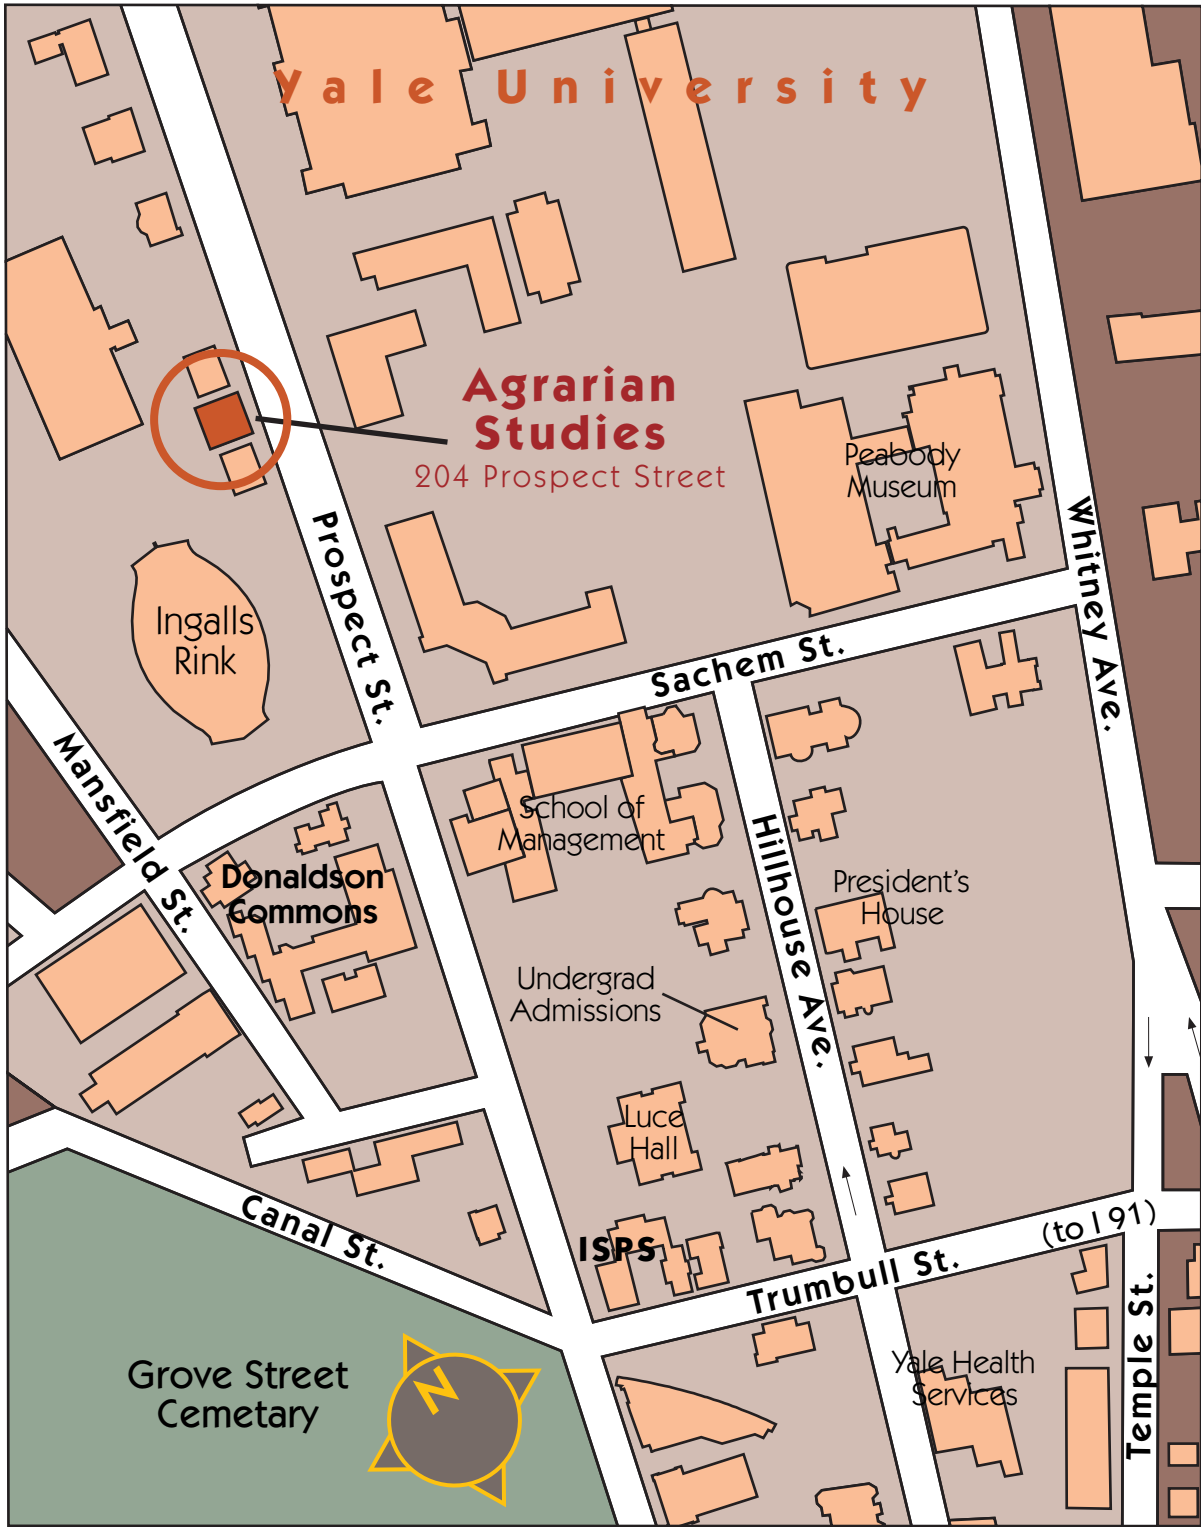 Yale University
Agrarian
Studies
204 Prospect Street
Peabody
Museum
Whitney Ave.
Prospect St.
Ingalls
Rink
Sachem St.
Mansfield St.
School of
Management
Hillhouse Ave.
Donaldson
Commons
President's
House
Undergrad
Admissions
Luce
Hall
Canal St.
ISPS
(to I 91)
Trumbull St.
Temple St.
Grove Street
Cemetary
N
Yale Health
Services